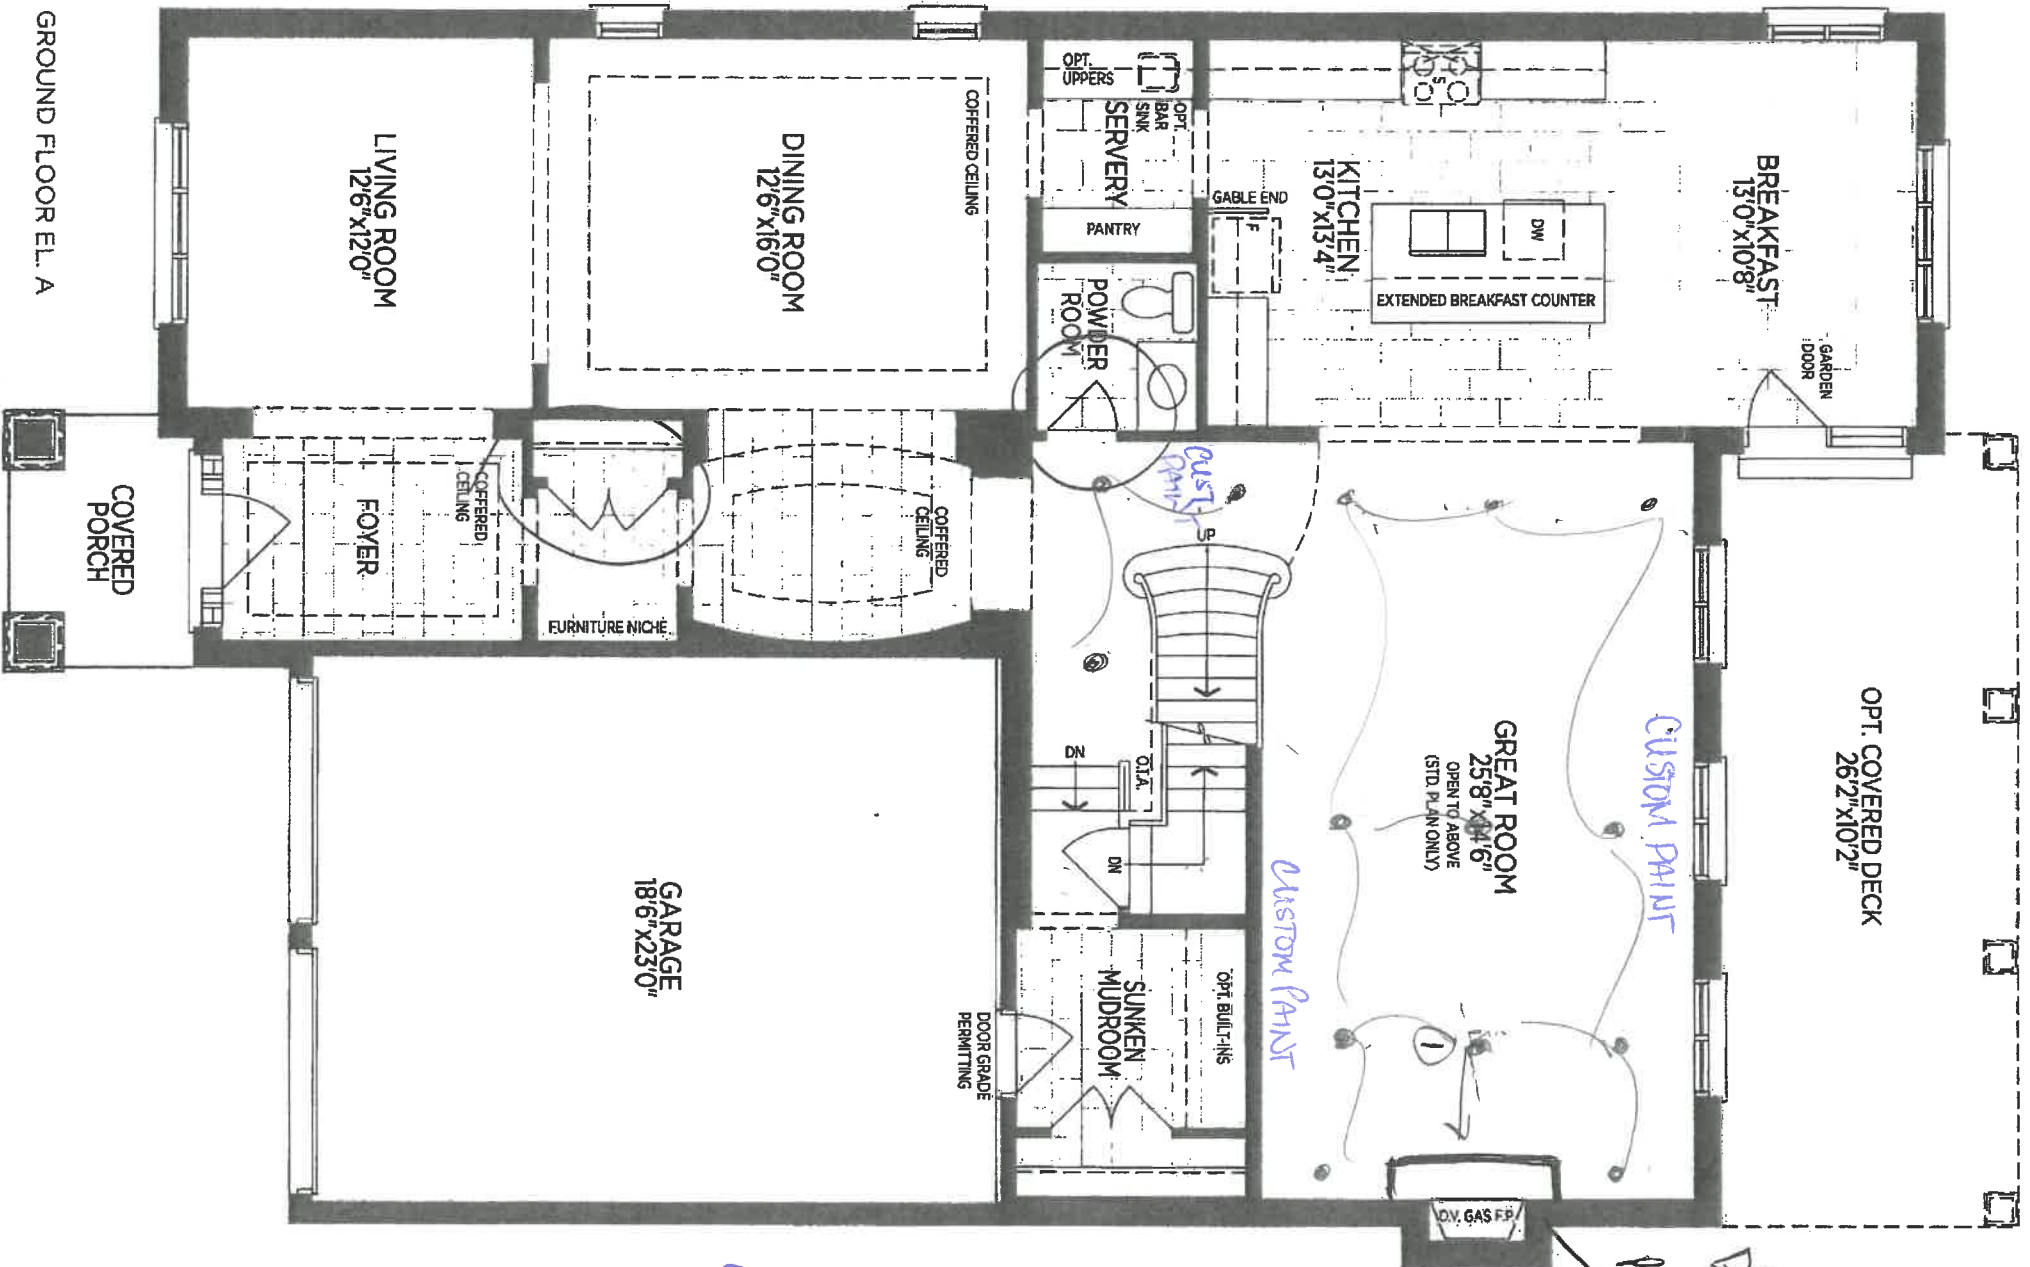 GROUND FLOOR EL. A
LIVING ROOM
12'6"x12'0"
DINING ROOM
12'6"x16'0"
COFFERED CEILING
OPT.
UPPERS
OPT.
BAR
SINK
SERVERY
PANTRY
POWDER
ROOM
GABLE END
F
KITCHEN
13'0"x13'4"
S
DW
EXTENDED BREAKFAST COUNTER
BREAKFAST
13'0"x10'8"
GARDEN
DOOR
COVERED
PORCH
FOYER
COFFERED
CEILING
FURNITURE NICHE
COFFERED
CEILING
CUST
PAINT
UP
DN
O.T.A.
DN
GREAT ROOM
25'8"x14'6"
OPEN TO ABOVE
(STD. PLAN ONLY)
CUSTOM PAINT
CUSTOM PAINT
1
OPT. COVERED DECK
26'2"x10'2"
GARAGE
18'6"x23'0"
DOOR GRADE
PERMITTING
SUNKEN
MUDROOM
OPT. BUILT-INS
D.V. GAS F.P.